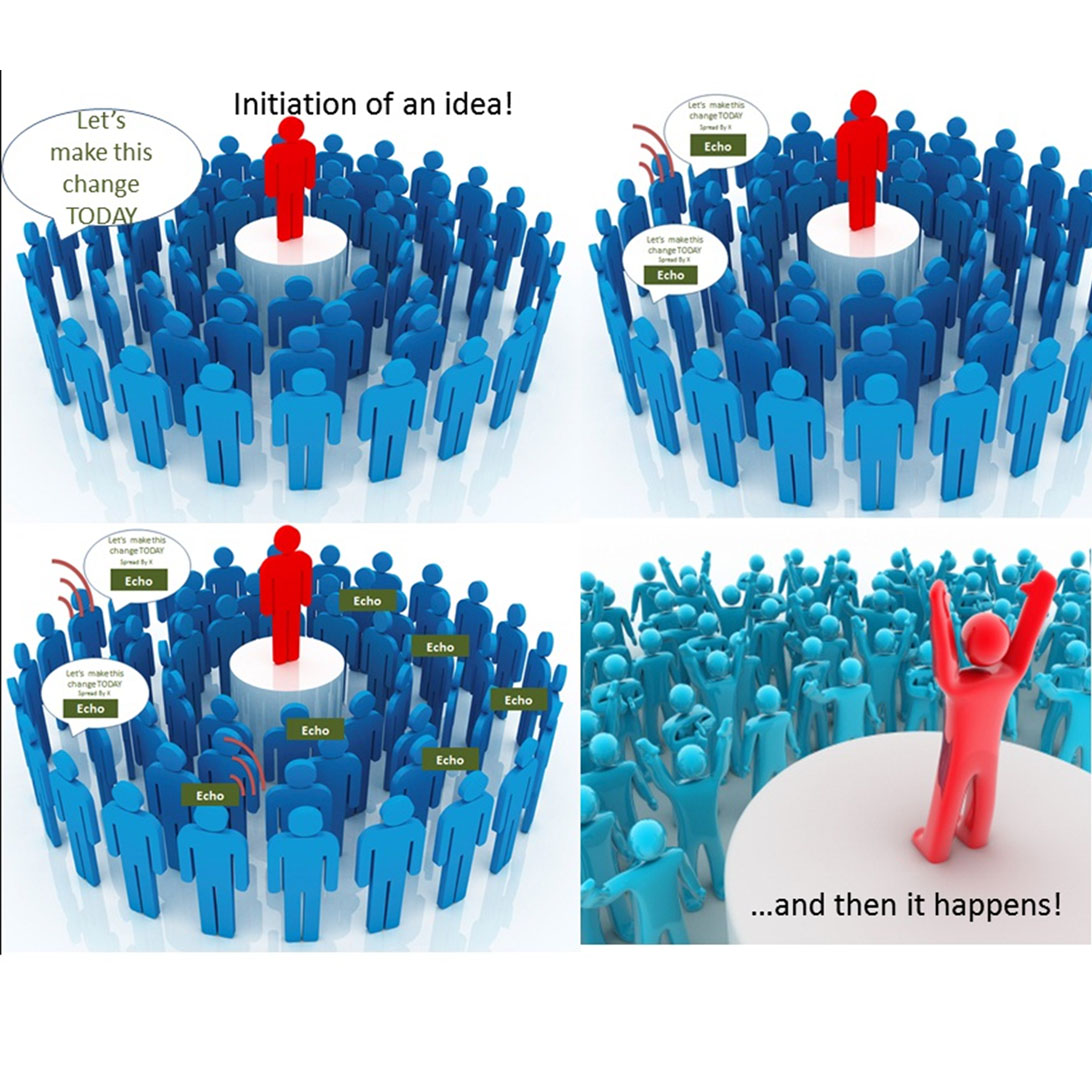 Initiation of an idea!
Let's
make this
change
TODAY
Let's make this
change TODAY
Spread By X
Echo
Let's make this
change TODAY
Spread By X
Echo
Let's make this
change TODAY
Spread By X
Echo
Echo
Echo
Let's make this
change TODAY
Spread By X
Echo
Echo
Echo
Echo
Echo
...and then it happens!